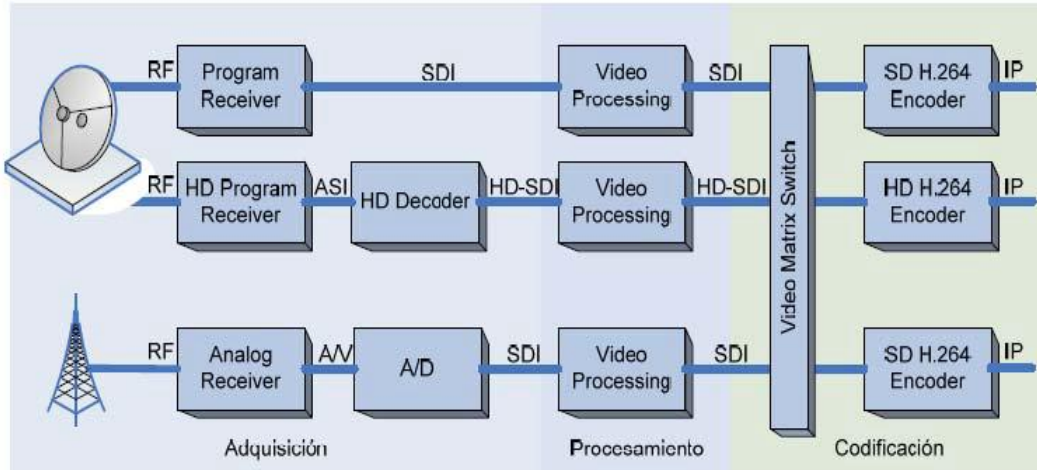 RF
Program
Receiver
SDI
Video
Processing
SDI
SD H.264
Encoder
IP
RF
HD Program
Receiver
ASI
HD Decoder
HD-SDI
Video
Processing
HD-SDI
Video Matrix Switch
HD H.264
Encoder
IP
RF
Analog
Receiver
A/V
A/D
SDI
Video
Processing
SDI
SD H.264
Encoder
IP
Adquisición
Procesamiento
Codificación